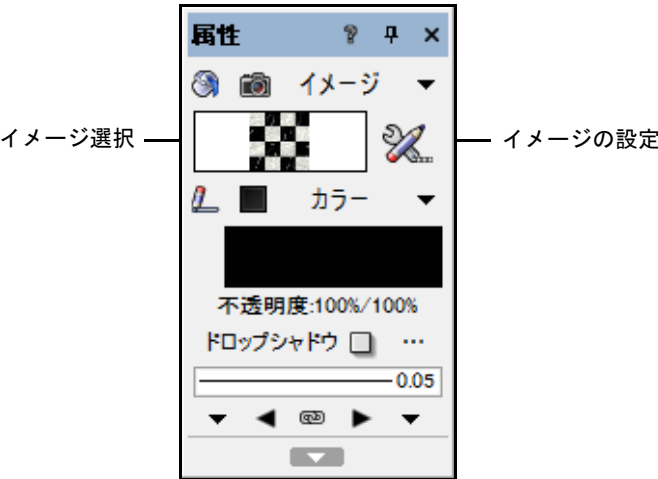 属性
イメージ
イメージ選択
イメージの設定
カラー
不透明度:100%/100%
ドロップシャドウ
0.05